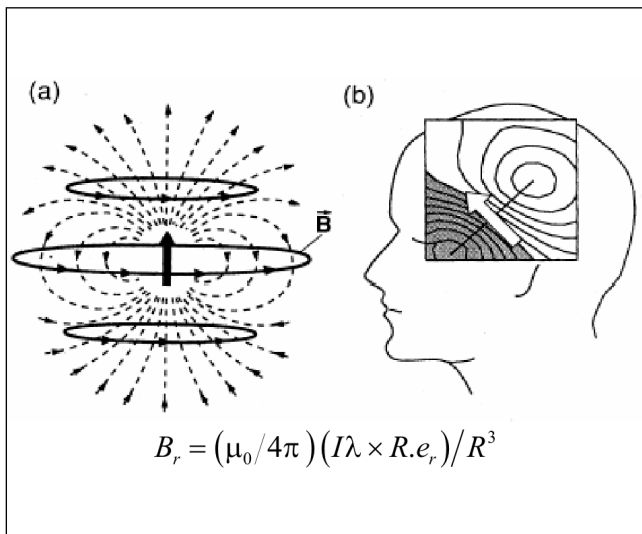 (a)
(b)
B⃗
B_r = (μ_0/4π)(Iλ × R.e_r)/R^3